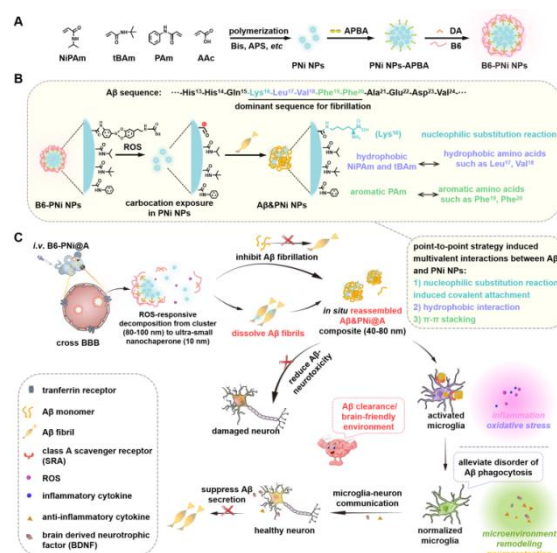 A
polymerization
Bis, APS, etc
APBA
DA
B6
NiPAm
tBAm
PAm
AAc
PNi NPs
PNi NPs-APBA
B6-PNi NPs
B
Aβ sequence: ····His¹³-His¹⁴-Gln¹⁵-Lys¹⁶-Leu¹⁷-Val¹⁸-Phe¹⁹-Phe²⁰-Ala²¹-Glu²²-Asp²³-Val²⁴····
dominant sequence for fibrillation
ROS
(Lys¹⁶)
nucleophilic substitution reaction
hydrophobic
NiPAm and tBAm
hydrophobic amino acids
such as Leu¹⁷, Val¹⁸
aromatic PAm
aromatic amino acids
such as Phe¹⁹, Phe²⁰
B6-PNi NPs
carbocation exposure
in PNi NPs
Aβ&PNi NPs
C
i.v. B6-PNi@A
cross BBB
ROS-responsive
decomposition from cluster
(80-100 nm) to ultra-small
nanochaperone (10 nm)
inhibit Aβ fibrillation
dissolve Aβ fibrils
in situ reassembled
Aβ&PNi@A
composite (40-80 nm)
point-to-point strategy induced
multivalent interactions between Aβ
and PNi NPs:
1) nucleophilic substitution reaction
induced covalent attachment
2) hydrophobic interaction
3) π-π stacking
reduce Aβ-
neurotoxicity
damaged neuron
Aβ clearance/
brain-friendly
environment
activated
microglia
inflammation
oxidative stress
alleviate disorder of
Aβ phagocytosis
suppress Aβ
secretion
healthy neuron
microglia-neuron
communication
normalized
microglia
microenvironment
remodeling
tranferrin receptor
Aβ monomer
Aβ fibril
class A scavenger receptor
(SRA)
ROS
inflammatory cytokine
anti-inflammatory cytokine
brain derived neurotrophic
factor (BDNF)